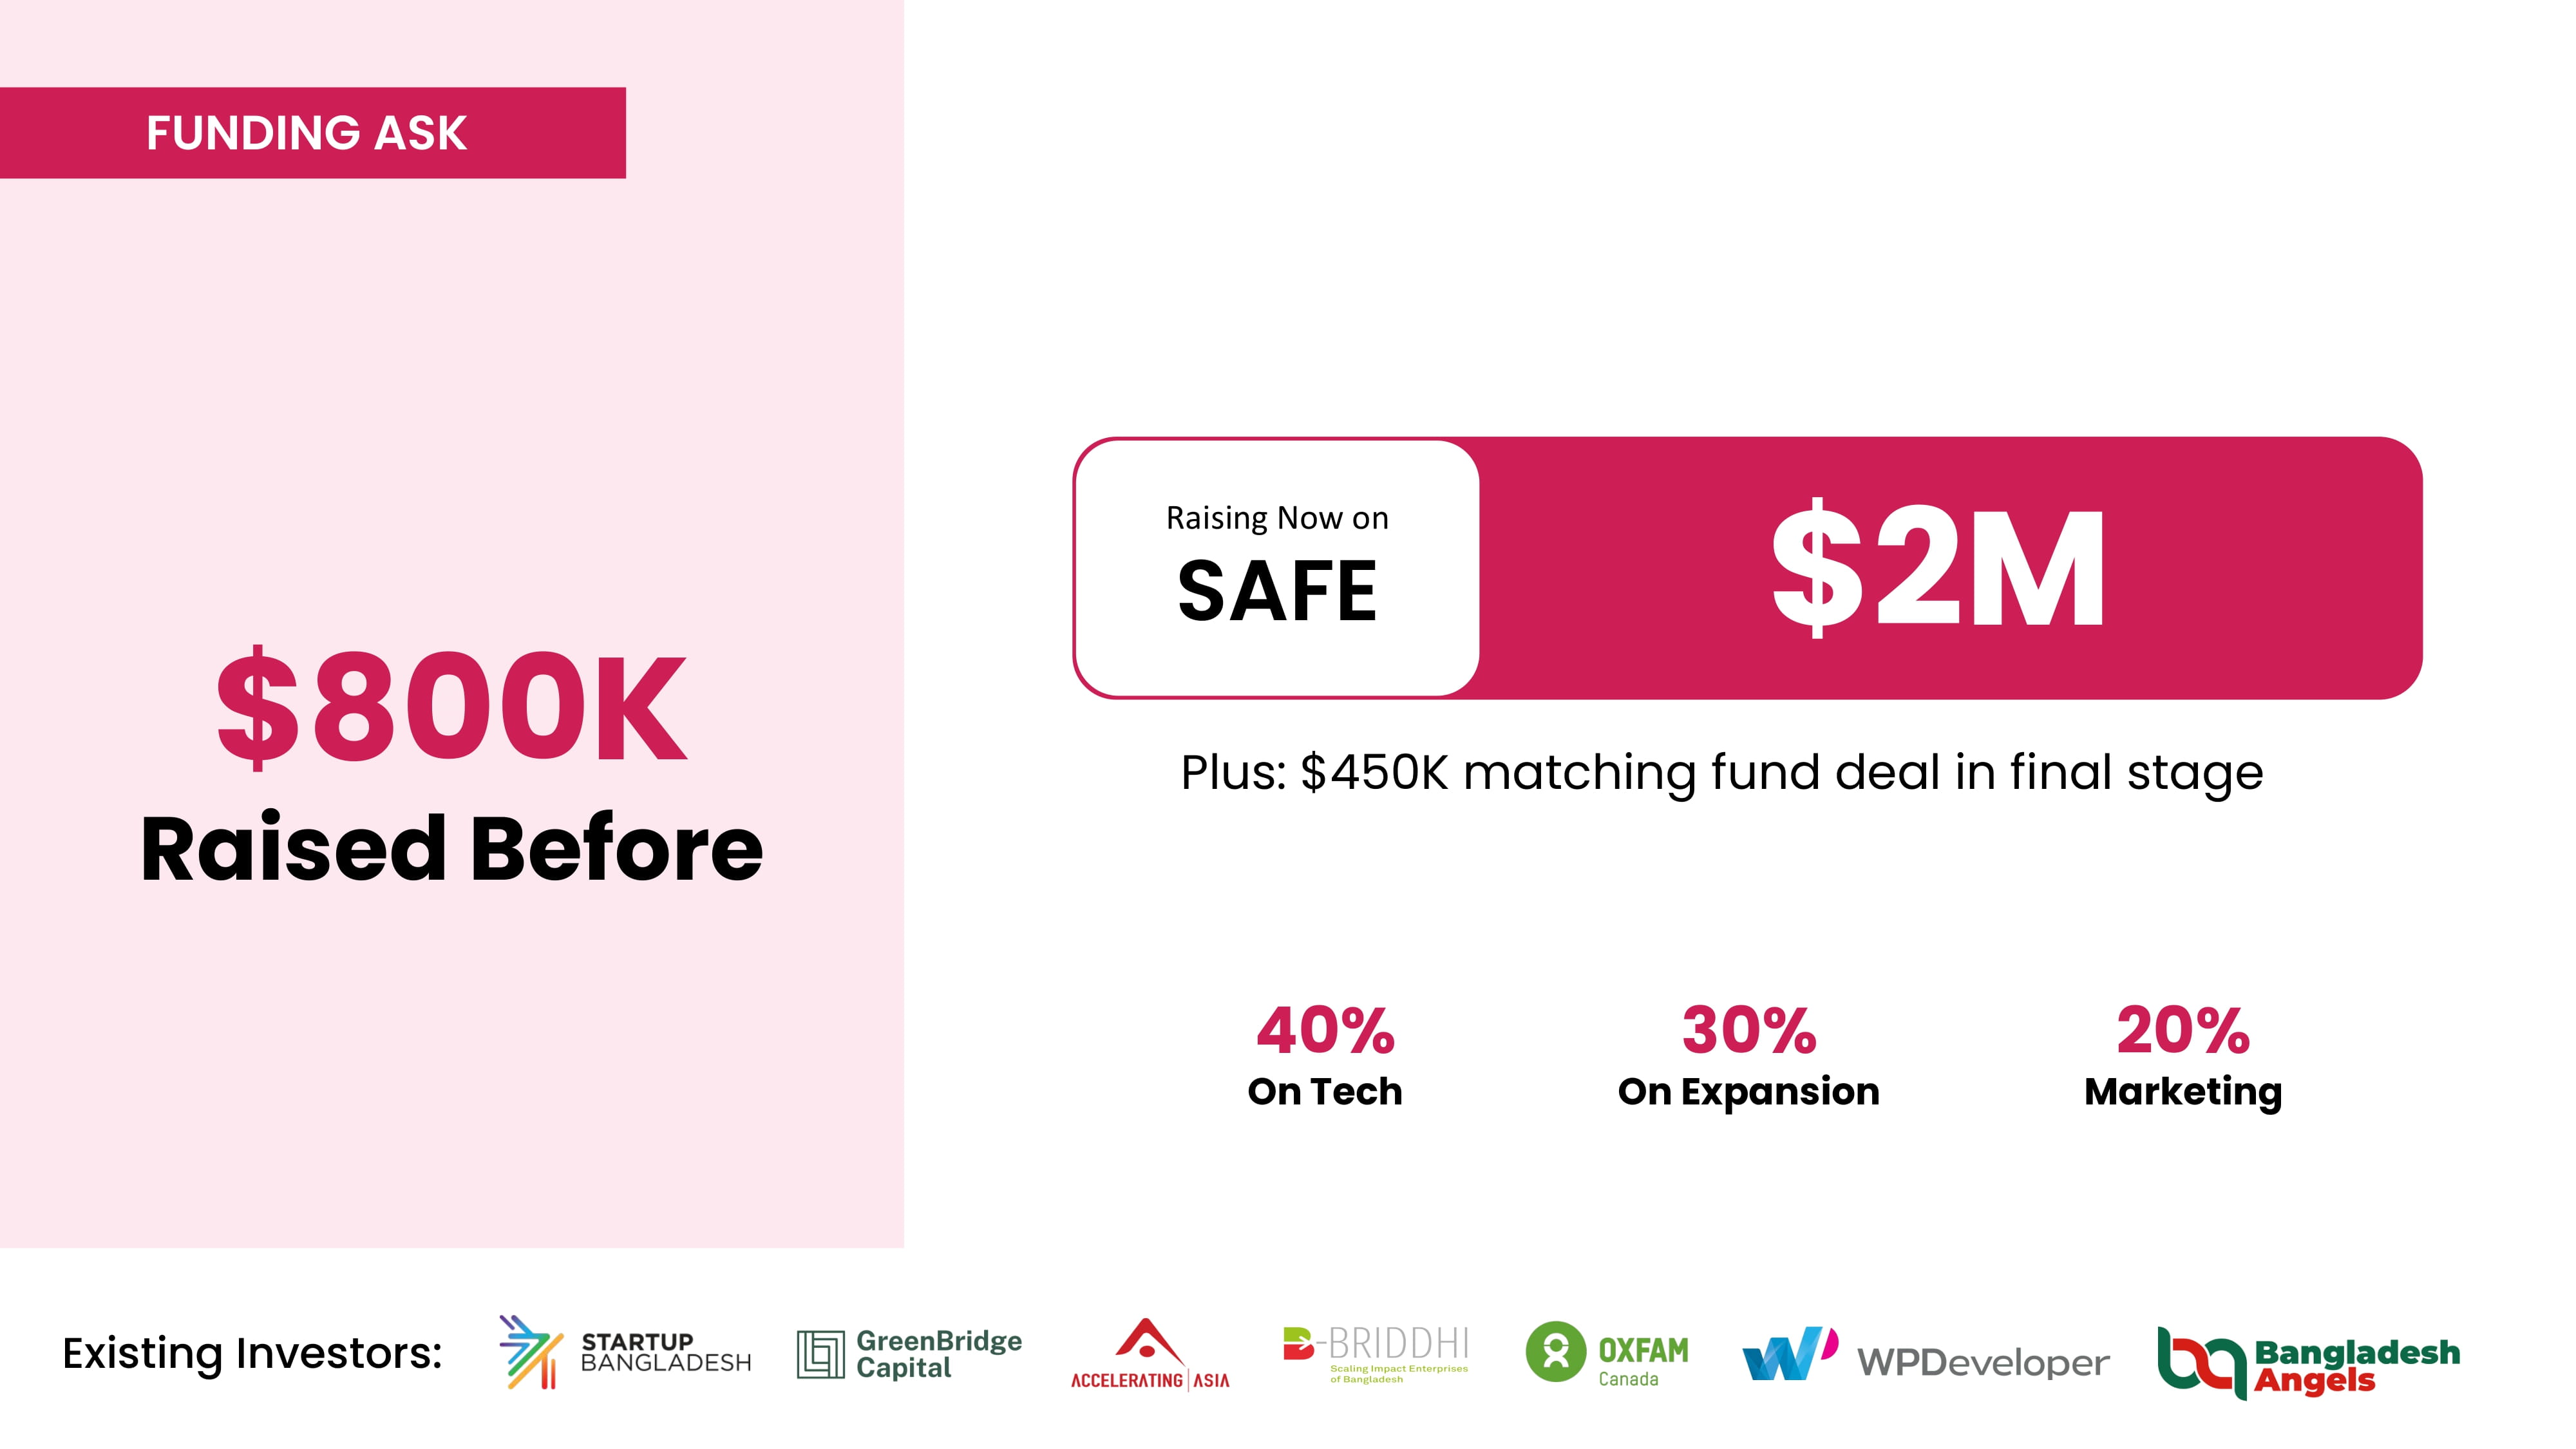 FUNDING ASK
$800K
Raised Before
Raising Now on
SAFE
$2M
Plus: $450K matching fund deal in final stage
40%
On Tech
30%
On Expansion
20%
Marketing
Existing Investors:
STARTUP
BANGLADESH
GreenBridge
Capital
ACCELERATING ASIA
B-BRIDDHI
Scaling Impact Enterprises
of Bangladesh
OXFAM
Canada
WPDeveloper
Bangladesh
Angels